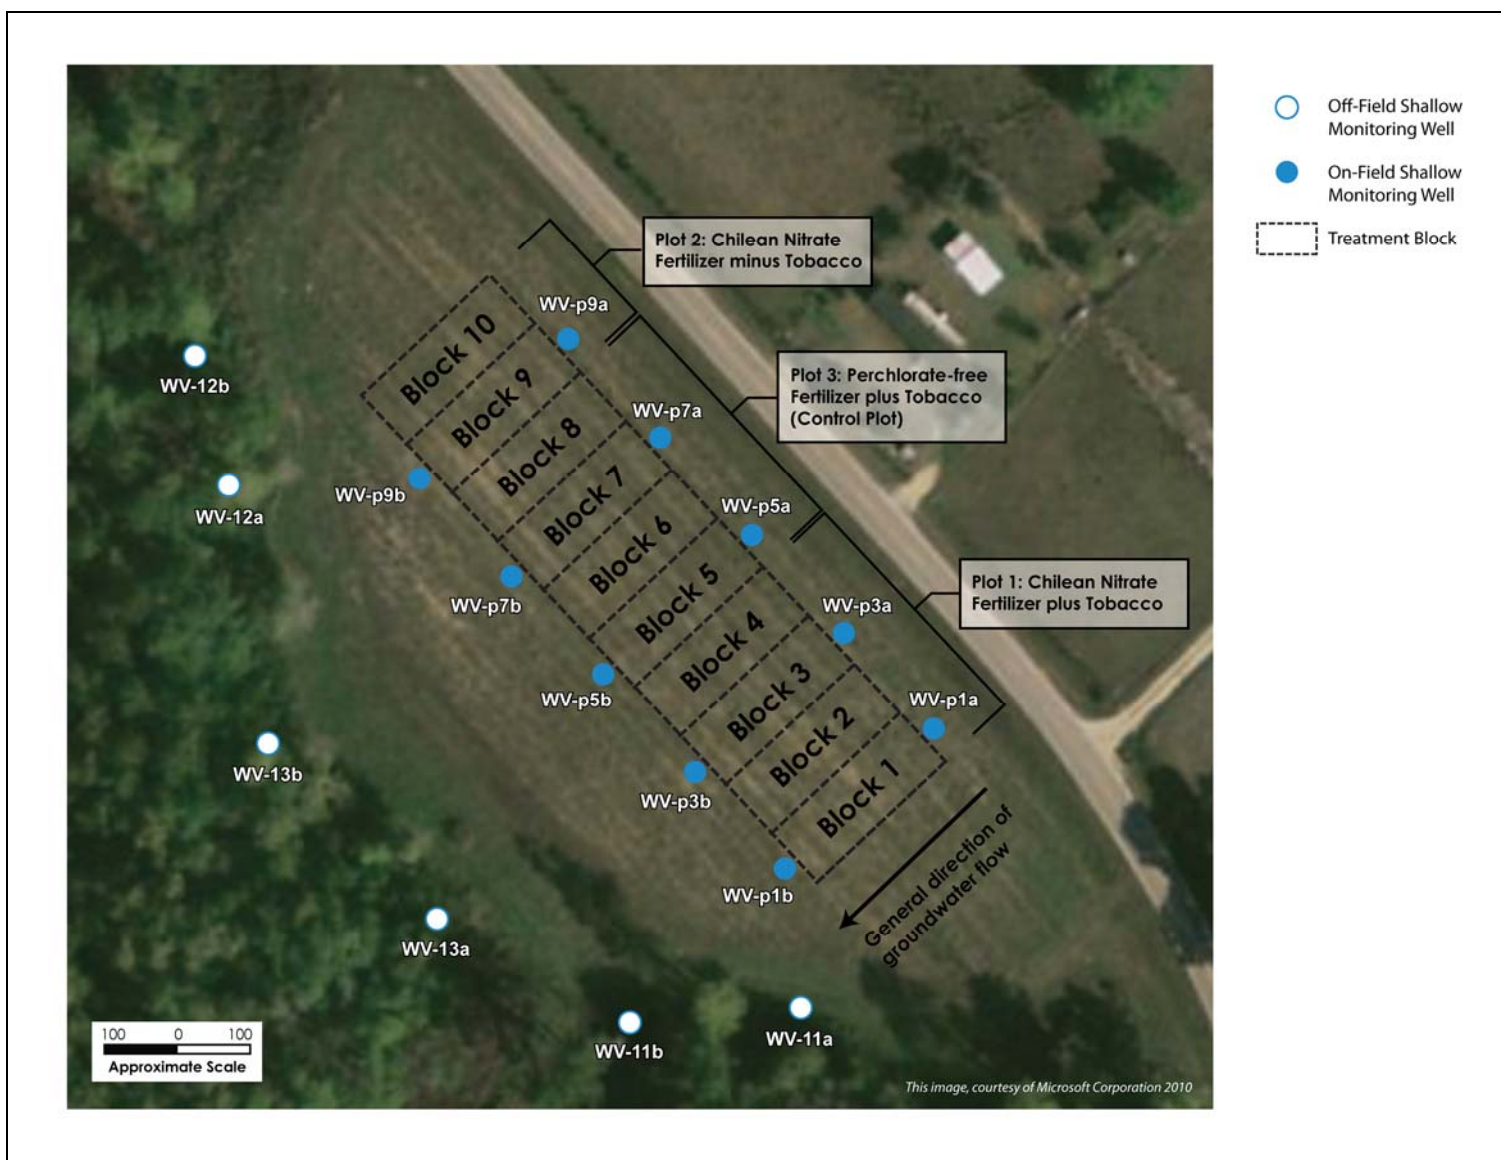 Off-Field Shallow
Monitoring Well
On-Field Shallow
Monitoring Well
Treatment Block
Plot 2: Chilean Nitrate
Fertilizer minus Tobacco
WV-p9a
Block 10
WV-12b
Plot 3: Perchlorate-free
Fertilizer plus Tobacco
(Control Plot)
Block 9
WV-p7a
Block 8
WV-p9b
WV-12a
Block 7
WV-p5a
Block 6
Plot 1: Chilean Nitrate
Fertilizer plus Tobacco
WV-p7b
Block 5
WV-p3a
Block 4
WV-p5b
Block 3
WV-p1a
Block 2
WV-13b
WV-p3b
Block 1
General direction of
groundwater flow
WV-p1b
WV-13a
WV-11a
WV-11b
100 0 100
Approximate Scale
This image, courtesy of Microsoft Corporation 2010